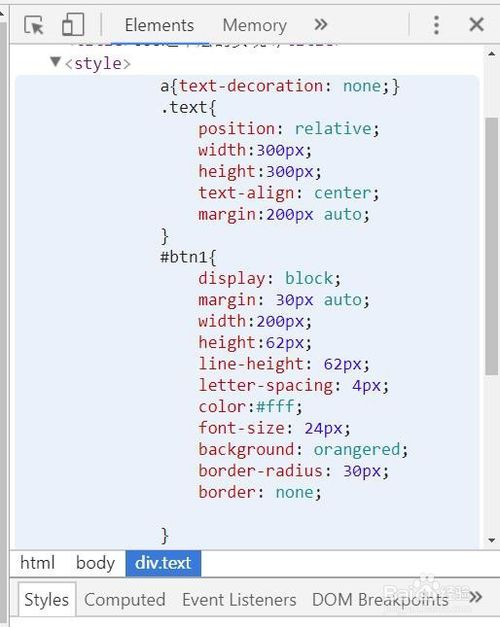 Elements Memory »
▼<style>
a{text-decoration: none;}
.text{
position: relative;
width:300px;
height:300px;
text-align: center;
margin:200px auto;
}
#btn1{
display: block;
margin: 30px auto;
width:200px;
height:62px;
line-height: 62px;
letter-spacing: 4px;
color:#fff;
font-size: 24px;
background: orangered;
border-radius: 30px;
border: none;
}
html body div.text
Styles Computed Event Listeners DOM Breakpoints »